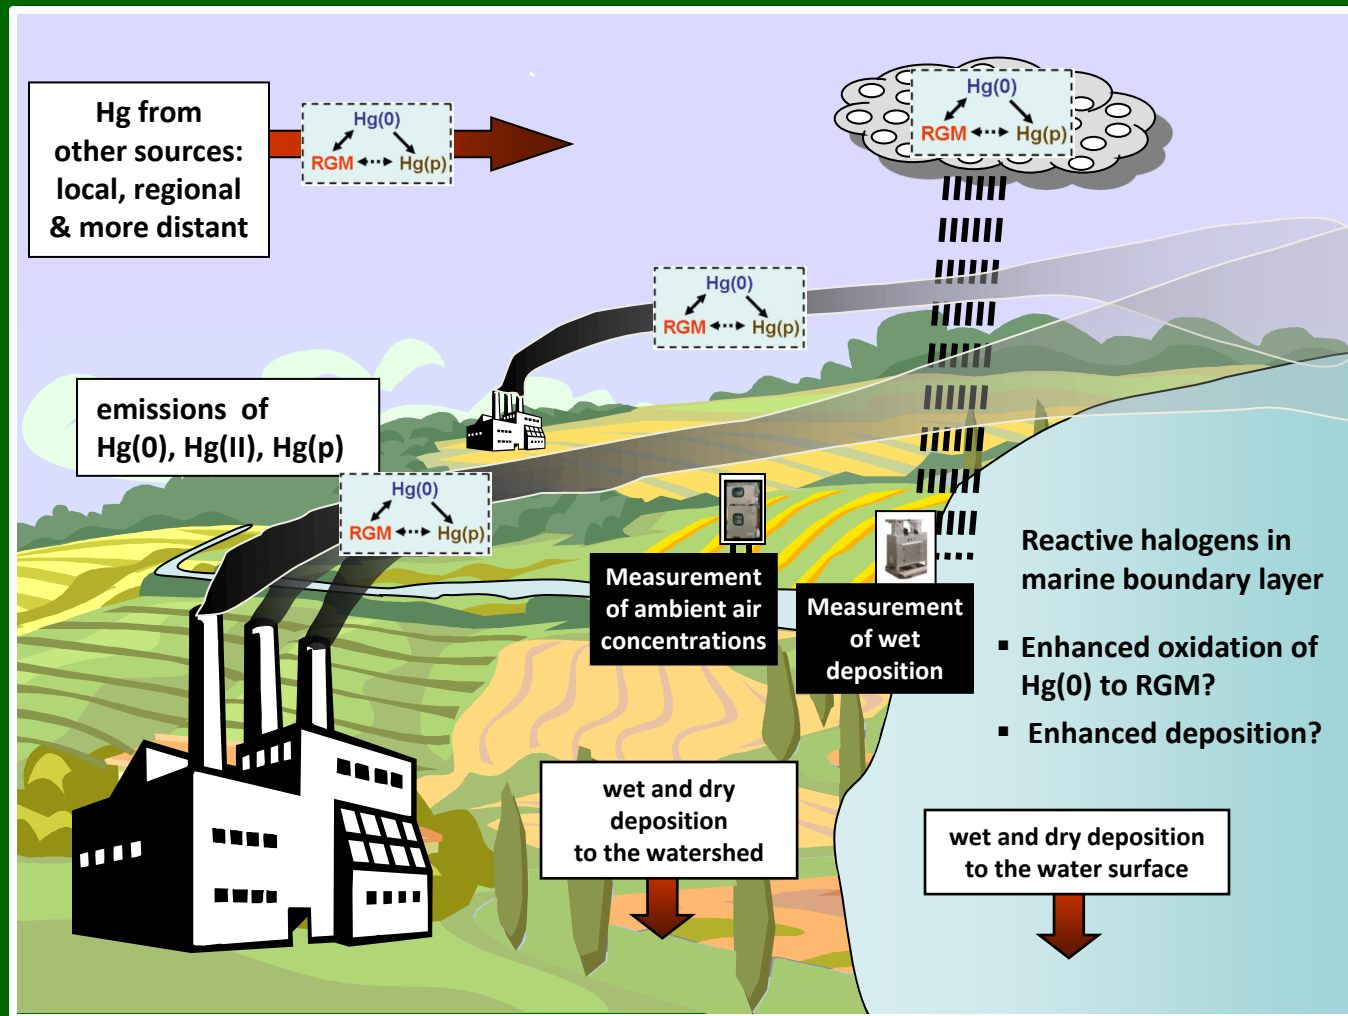 Hg from
other sources:
local, regional
& more distant
Hg(0)
RGM
Hg(p)
Hg(0)
RGM
Hg(p)
Hg(0)
RGM
Hg(p)
emissions of
Hg(0), Hg(II), Hg(p)
Hg(0)
RGM
Hg(p)
Measurement
of ambient air
concentrations
Measurement
of wet
deposition
Reactive halogens in
marine boundary layer
▪ Enhanced oxidation of
Hg(0) to RGM?
▪ Enhanced deposition?
wet and dry
deposition
to the watershed
wet and dry deposition
to the water surface